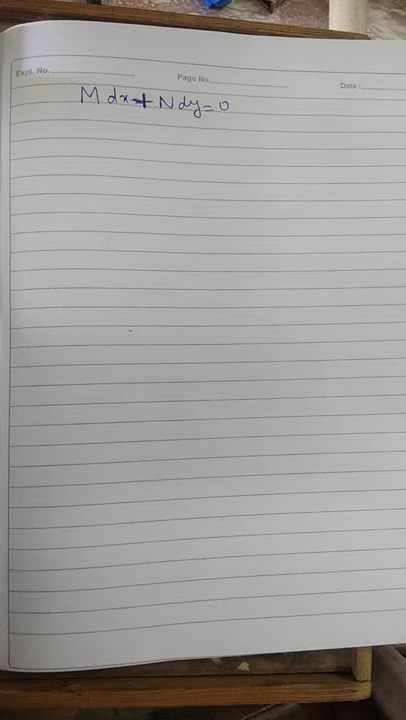 Expt. No.
Page No.
Date :
M dx + N dy = 0